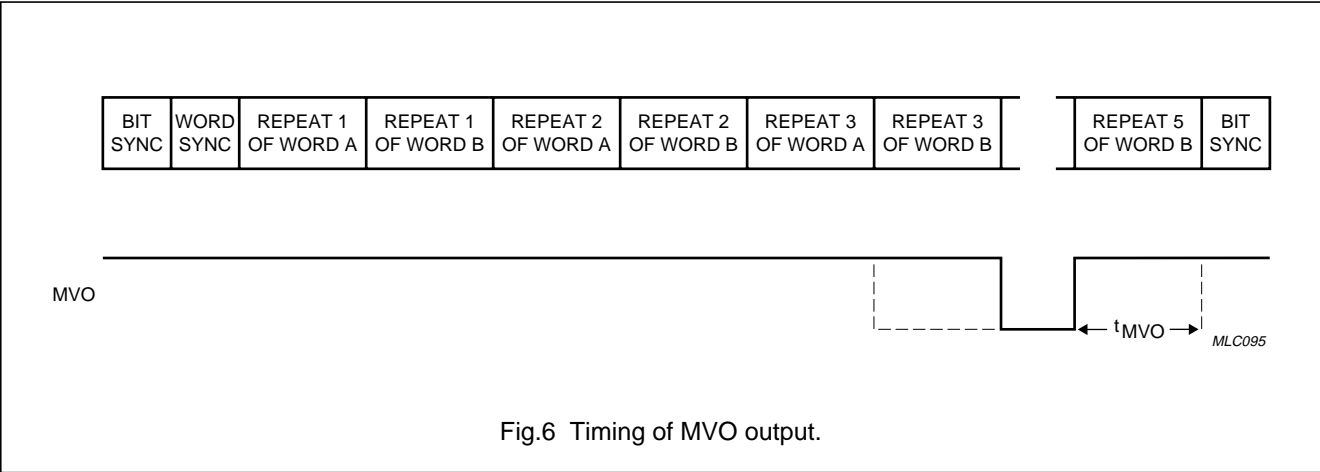 BIT SYNC
WORD SYNC
REPEAT 1 OF WORD A
REPEAT 1 OF WORD B
REPEAT 2 OF WORD A
REPEAT 2 OF WORD B
REPEAT 3 OF WORD A
REPEAT 3 OF WORD B
REPEAT 5 OF WORD B
BIT SYNC
MVO
tMVO
MLC095
Fig.6 Timing of MVO output.